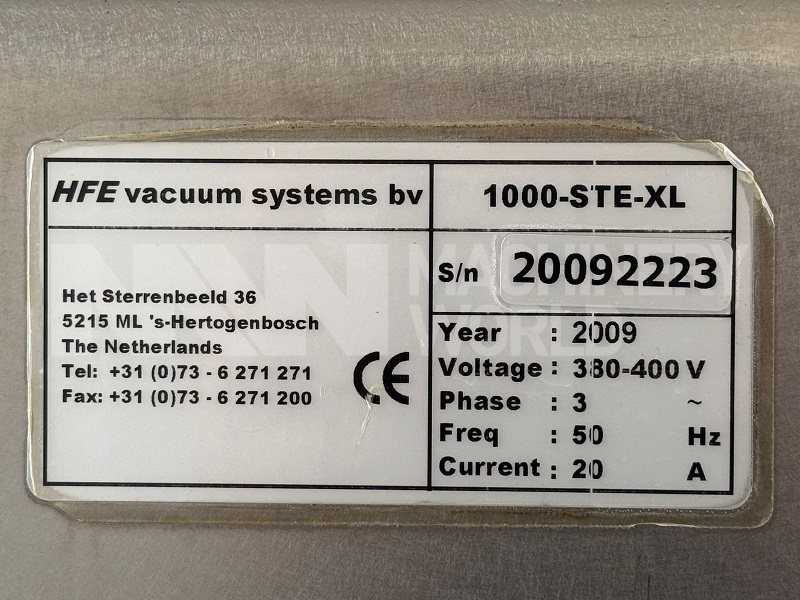 HFE vacuum systems bv
Het Sterrenbeeld 36
5215 ML 's-Hertogenbosch
The Netherlands
Tel: +31 (0)73 - 6 271 271
Fax: +31 (0)73 - 6 271 200
CE
1000-STE-XL
S/n 20092223
Year : 2009
Voltage : 380-400 V
Phase : 3 ~
Freq : 50 Hz
Current : 20 A
MACHINERY
WORLD